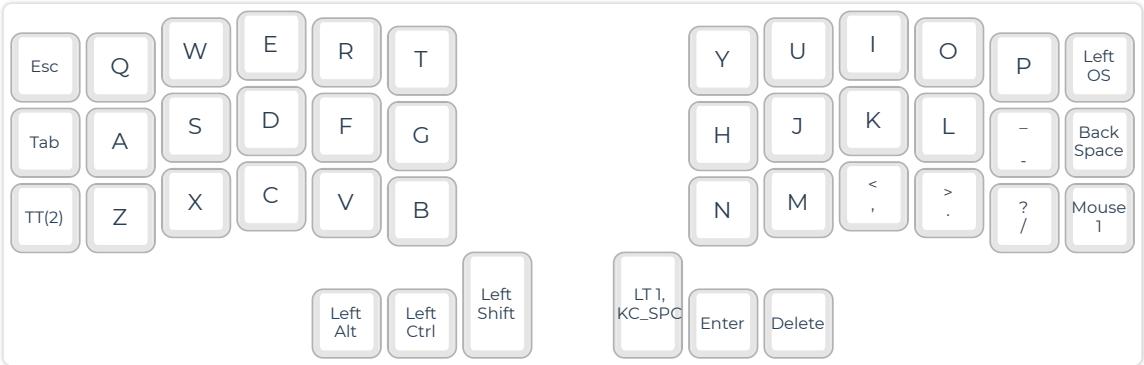 Esc Q W E R T Y U I O P Left
OS
Tab A S D F G H J K L _
- Back
Space
TT(2) Z X C V B N M <
, >
. ?
/ Mouse
1
Left
Alt
Left
Ctrl
Left
Shift
LT 1,
KC_SPC
Enter
Delete